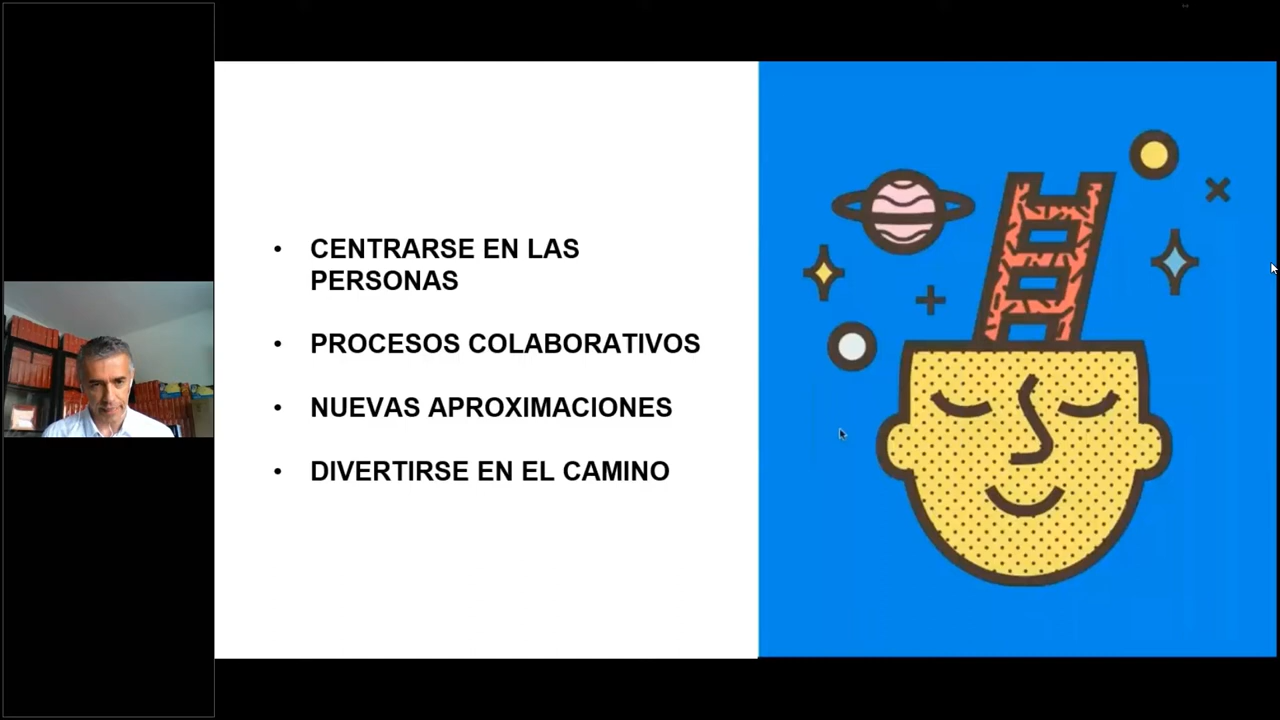 • CENTRARSE EN LAS
PERSONAS
• PROCESOS COLABORATIVOS
• NUEVAS APROXIMACIONES
• DIVERTIRSE EN EL CAMINO